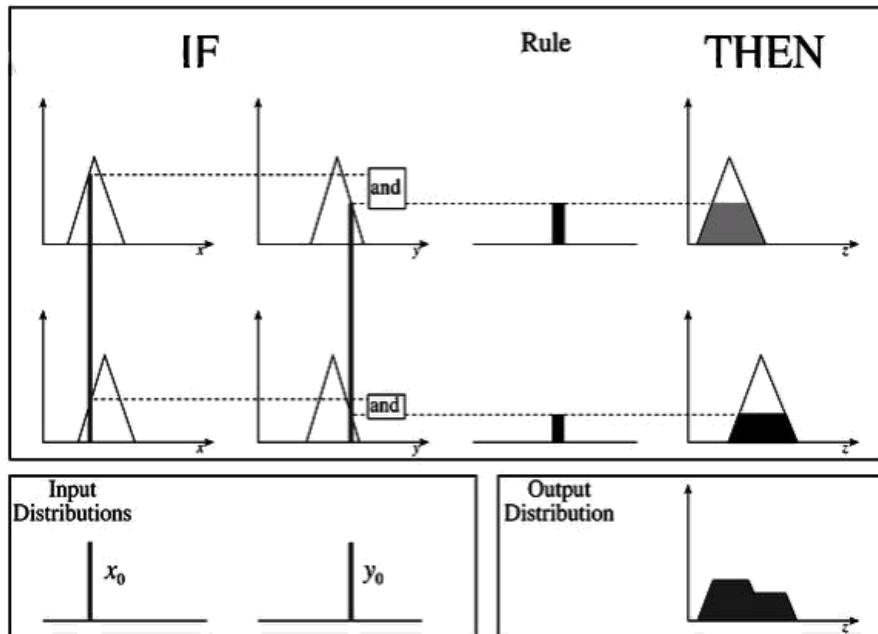 IF
Rule
THEN
and
x
y
z
and
x
y
z
Input
Distributions
x₀
y₀
Output
Distribution
z